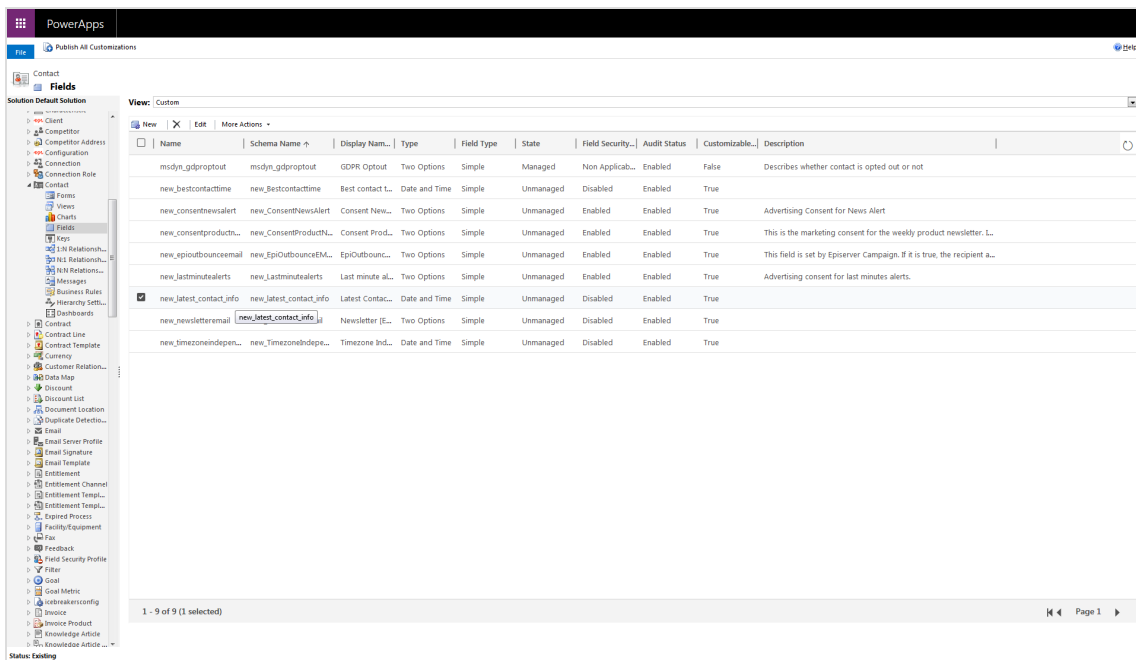 PowerApps
File Publish All Customizations Help
Contact
Fields
Solution Default Solution
View: Custom
New Edit More Actions
Name Schema Name Display Nam... Type Field Type State Field Security... Audit Status Customizable... Description
msdyn_gdproptout msdyn_gdproptout GDPR Optout Two Options Simple Managed Non Applicab... Enabled False Describes whether contact is opted out or not
new_bestcontacttime new_Bestcontacttime Best contact t... Date and Time Simple Unmanaged Disabled Enabled True
new_consentnewsalert new_ConsentNewsAlert Consent New... Two Options Simple Unmanaged Enabled Enabled True Advertising Consent for News Alert
new_consentproductn... new_ConsentProductN... Consent Prod... Two Options Simple Unmanaged Enabled Enabled True This is the marketing consent for the weekly product newsletter. I...
new_epioutbounceemail new_EpiOutbounceEM... EpiOutbounc... Two Options Simple Unmanaged Enabled Enabled True This field is set by Episerver Campaign. If it is true, the recipient a...
new_lastminutealerts new_Lastminutealerts Last minute al... Two Options Simple Unmanaged Enabled Enabled True Advertising consent for last minutes alerts.
new_latest_contact_info new_latest_contact_info Latest Contac... Date and Time Simple Unmanaged Disabled Enabled True
new_newsletteremail Newsletter [E... Two Options Simple Unmanaged Disabled Enabled True
new_latest_contact_info
new_timezoneindepen... new_TimezoneIndepe... Timezone Ind... Date and Time Simple Unmanaged Disabled Enabled True
Client
Competitor
Competitor Address
Configuration
Connection
Connection Role
Contact
Forms
Views
Charts
Fields
Keys
1:N Relationsh...
N:1 Relationsh...
N:N Relations...
Messages
Business Rules
Hierarchy Setti...
Dashboards
Contract
Contract Line
Contract Template
Currency
Customer Relation...
Data Map
Discount
Discount List
Document Location
Duplicate Detectio...
Email
Email Server Profile
Email Signature
Email Template
Entitlement
Entitlement Channel
Entitlement Templ...
Entitlement Templ...
Expired Process
Facility/Equipment
Fax
Feedback
Field Security Profile
Filter
Goal
Goal Metric
icebreakersconfig
Invoice
Invoice Product
Knowledge Article
Knowledge Article ...
1 - 9 of 9 (1 selected) Page 1
Status: Existing